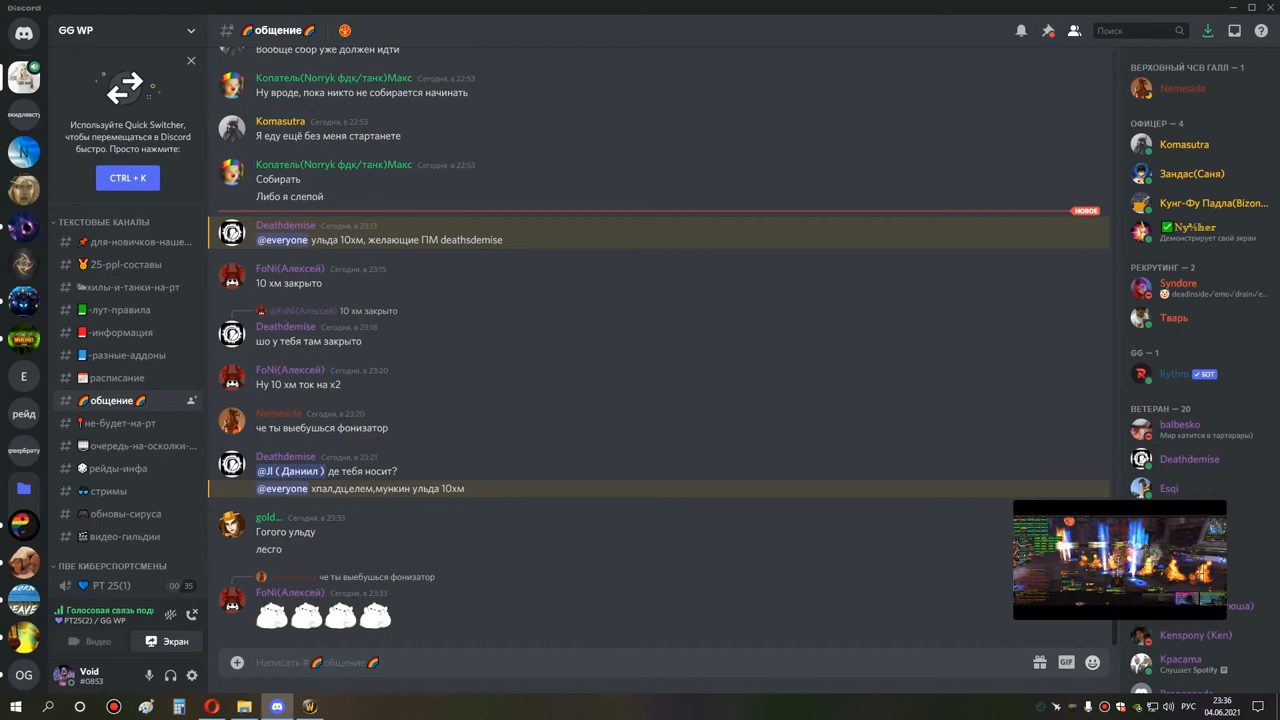 Discord
GG WP
Используйте Quick Switcher,
чтобы перемещаться в Discord
быстро. Просто нажмите:
CTRL + K
ТЕКСТОВЫЕ КАНАЛЫ
для-новичков-наше...
25-ppl-составы
хилы-и-танки-на-рт
-лут-правила
-информация
-разные-аддоны
расписание
общение
не-будет-на-рт
очередь-на-осколки-...
рейды-инфа
стримы
обновы-сируса
видео-гильдии
ПВЕ КИБЕРСПОРТСМЕНЫ
РТ 25(1) 00 35
Голосовая связь под
PT25(2) / GG WP
Видео
Экран
Void
#0853
E
рейд
OG
общение
Поиск
Вообще сбор уже должен идти
Копатель(Norryk фдк/танк)Макс Сегодня, в 22:53
Ну вроде, пока никто не собирается начинать
Komasutra Сегодня, в 22:53
Я еду ещё без меня стартанете
Копатель(Norryk фдк/танк)Макс Сегодня, в 22:53
Собирать
Либо я слепой
НОВОЕ
Deathdemise Сегодня, в 23:13
@everyone ульда 10хм, желающие ПМ deathsdemise
FoNi(Алексей) Сегодня, в 23:15
10 хм закрыто
@FoNi(Алексей) 10 хм закрыто
Deathdemise Сегодня, в 23:18
шо у тебя там закрыто
FoNi(Алексей) Сегодня, в 23:20
Ну 10 хм ток на х2
Nemesida Сегодня, в 23:20
че ты выебушься фонизатор
Deathdemise Сегодня, в 23:21
@Jl ( Даниил ) де тебя носит?
@everyone хпал,дц,елем,мункин ульда 10хм
gold... Сегодня, в 23:33
Гогого ульду
лесго
че ты выебушься фонизатор
FoNi(Алексей) Сегодня, в 23:33
Написать # общение
GIF
ВЕРХОВНЫЙ ЧСВ ГАЛЛ — 1
Nemesida
ОФИЦЕР — 4
Komasutra
Зандас(Саня)
Кунг-Фу Падла(Bizon...
Демонстрирует свой экран
РЕКРУТИНГ — 2
Syndore
deadinside✓emo✓drain✓e...
Тварь
GG — 1
Rythm ✓ БОТ
ВЕТЕРАН — 20
balbesko
Мир катится в тартарары)
Deathdemise
Esqi
юша)
Kenspony (Ken)
Kpacama
Слушает Spotify
РУС
23:36
04.06.2021